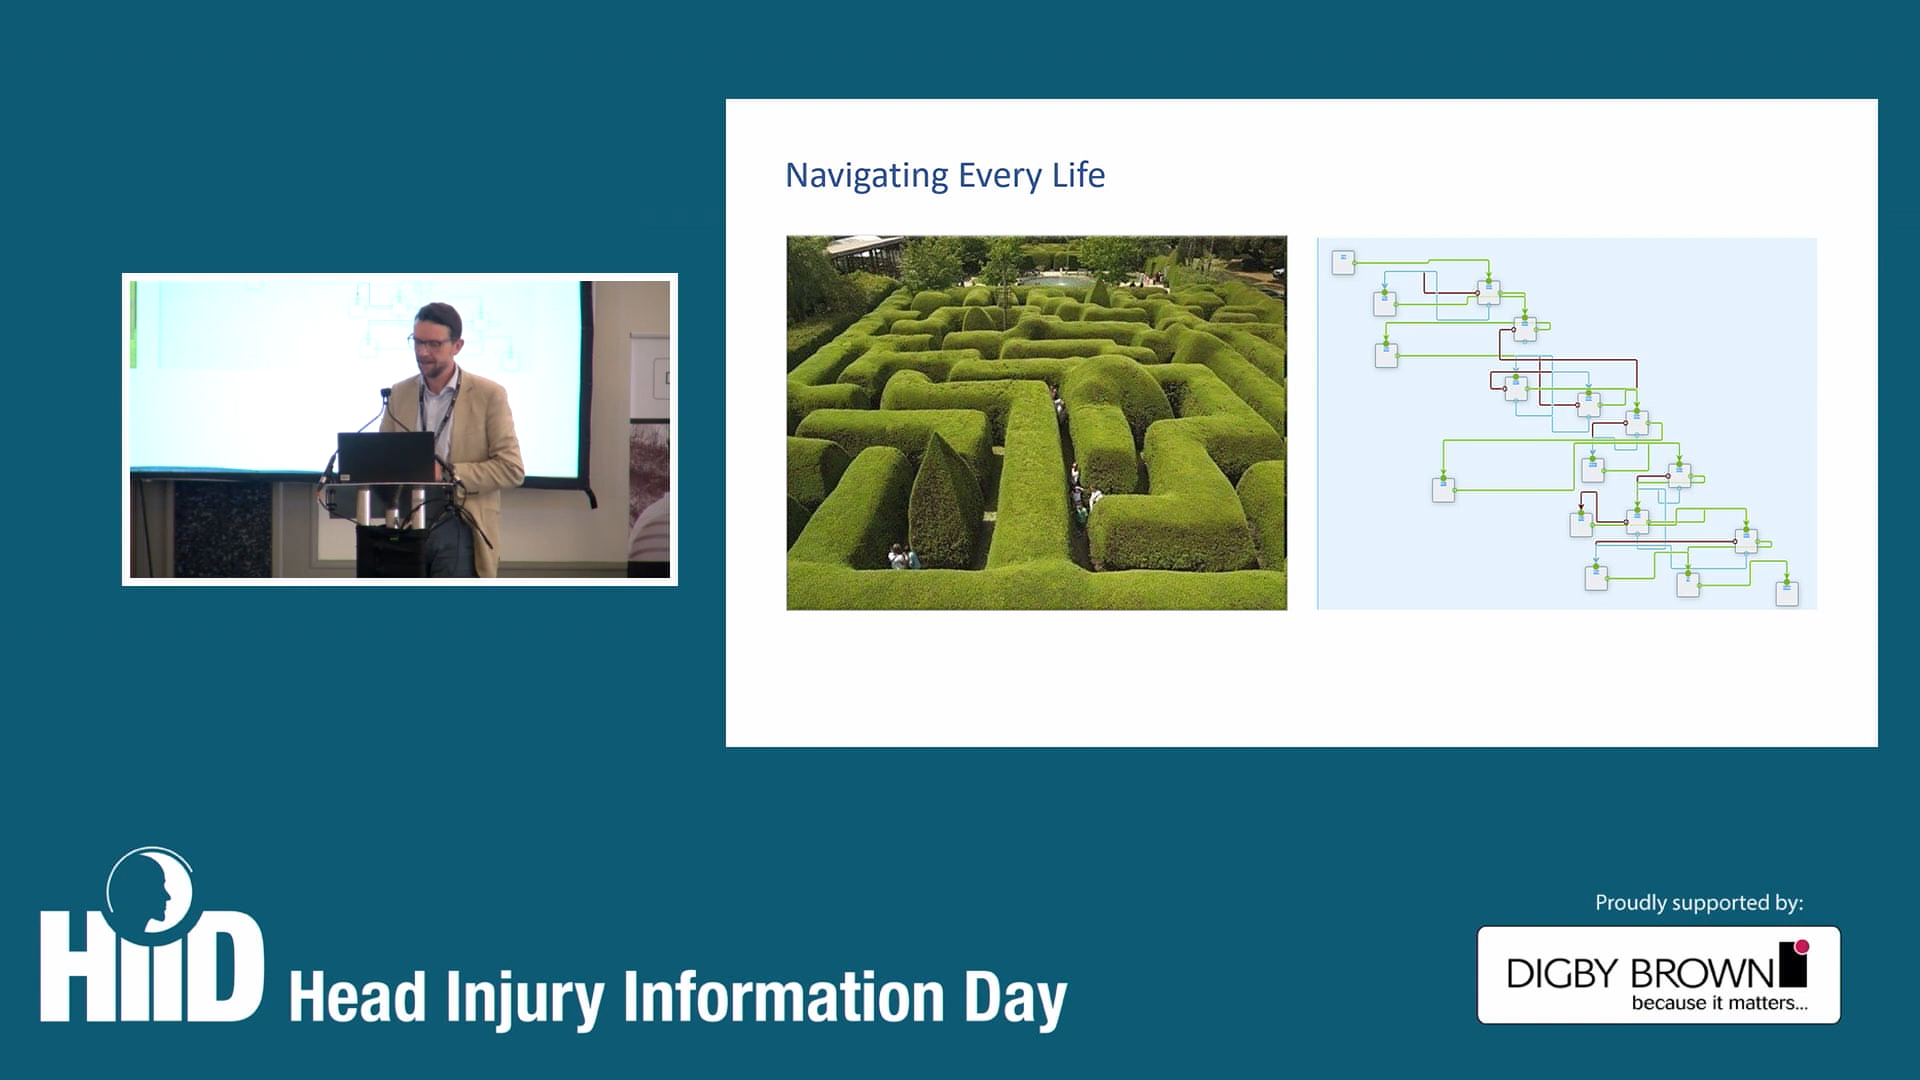 Navigating Every Life
HiiD Head Injury Information Day
Proudly supported by:
DIGBY BROWN
because it matters...